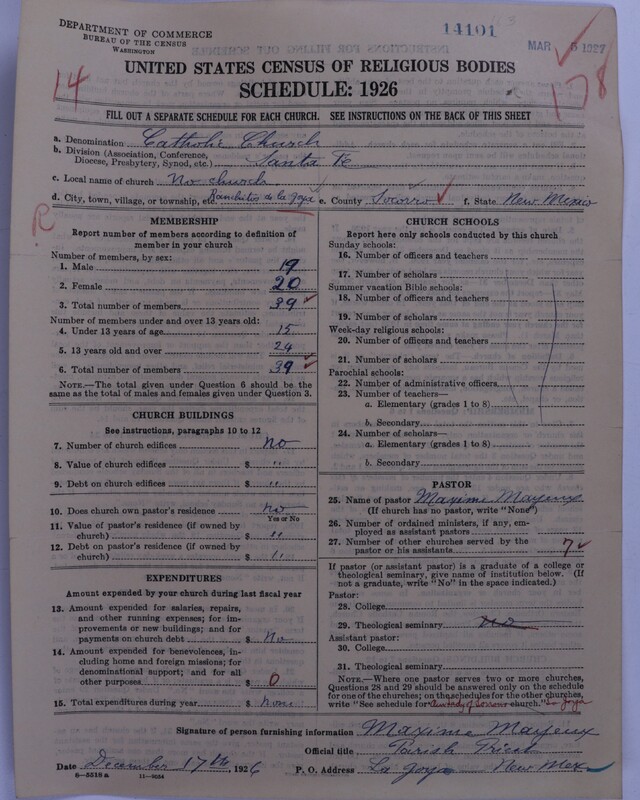 DEPARTMENT OF COMMERCE
BUREAU OF THE CENSUS
WASHINGTON
14101
MAR 5 1927
UNITED STATES CENSUS OF RELIGIOUS BODIES
SCHEDULE: 1926
14
178
FILL OUT A SEPARATE SCHEDULE FOR EACH CHURCH. SEE INSTRUCTIONS ON THE BACK OF THIS SHEET
a. Denomination Catholic Church
b. Division (Association, Conference, Diocese, Presbytery, Synod, etc.) Santa Fe
c. Local name of church No church
d. City, town, village, or township, etc. Ranchitos de la Joya e. County Socorro f. State New Mexico
R
MEMBERSHIP
Report number of members according to definition of
member in your church
Number of members, by sex:
1. Male 19
2. Female 20
3. Total number of members 39
Number of members under and over 13 years old:
4. Under 13 years of age 15
5. 13 years old and over 24
6. Total number of members 39
NOTE.—The total given under Question 6 should be
same as the total of males and females given under Question 3.
CHURCH BUILDINGS
See instructions, paragraphs 10 to 12
7. Number of church edifices no
8. Value of church edifices $ "
9. Debt on church edifices $ "
10. Does church own pastor's residence no
Yes or No
11. Value of pastor's residence (if owned by
church) $ "
12. Debt on pastor's residence (if owned by
church) $ "
EXPENDITURES
Amount expended by your church during last fiscal year
13. Amount expended for salaries, repairs,
and other running expenses; for im-
provements or new buildings; and for
payments on church debt $ No
14. Amount expended for benevolences, in-
cluding home and foreign missions; for
denominational support; and for all
other purposes $ 0
15. Total expenditures during year $ None
CHURCH SCHOOLS
Report here only schools conducted by this church
Sunday schools:
16. Number of officers and teachers
17. Number of scholars
Summer vacation Bible schools:
18. Number of officers and teachers
19. Number of scholars
Week-day religious schools:
20. Number of officers and teachers
21. Number of scholars
Parochial schools:
22. Number of administrative officers
23. Number of teachers—
a. Elementary (grades 1 to 8)
b. Secondary
24. Number of scholars—
a. Elementary (grades 1 to 8)
b. Secondary
PASTOR
25. Name of pastor Maxime Mayeux
(If church has no pastor, write "None")
26. Number of ordained ministers, if any, em-
ployed as assistant pastors
27. Number of other churches served by the
pastor or his assistants 7
If pastor (or assistant pastor) is a graduate of a college or
theological seminary, give name of institution below. (If
not a graduate, write "No" in the space indicated.)
Pastor:
28. College
29. Theological seminary no
Assistant pastor:
30. College
31. Theological seminary
NOTE.—Where one pastor serves two or more churches,
Questions 28 and 29 should be answered only on the schedule
for one of the churches; on the schedules for the other churches,
write "See schedule for Our Lady of Sorrows church." La Joya
Signature of person furnishing information Maxime Mayeux
Official title Parish Priest
Date December 17th, 1926 P. O. Address La Joya New Mex
8—5518a 11—9054